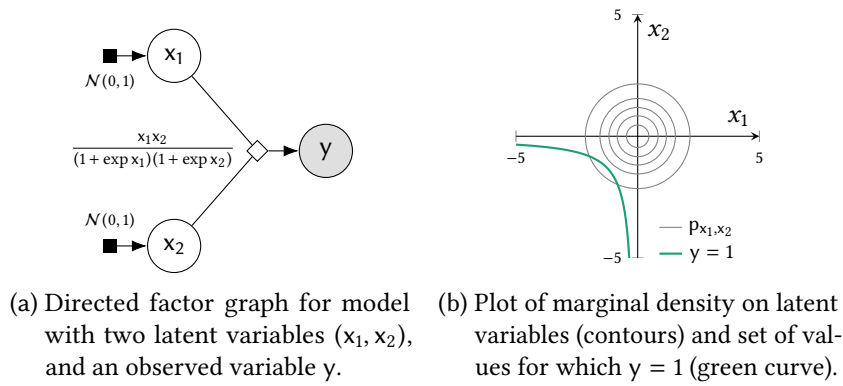 x₁
N(0, 1)
x₁x₂
(1 + exp x₁)(1 + exp x₂)
y
N(0, 1)
x₂
5
x₂
x₁
−5
5
pₓ₁,ₓ₂
y = 1
−5
(a) Directed factor graph for model
with two latent variables (x₁, x₂),
and an observed variable y.
(b) Plot of marginal density on latent
variables (contours) and set of val-
ues for which y = 1 (green curve).